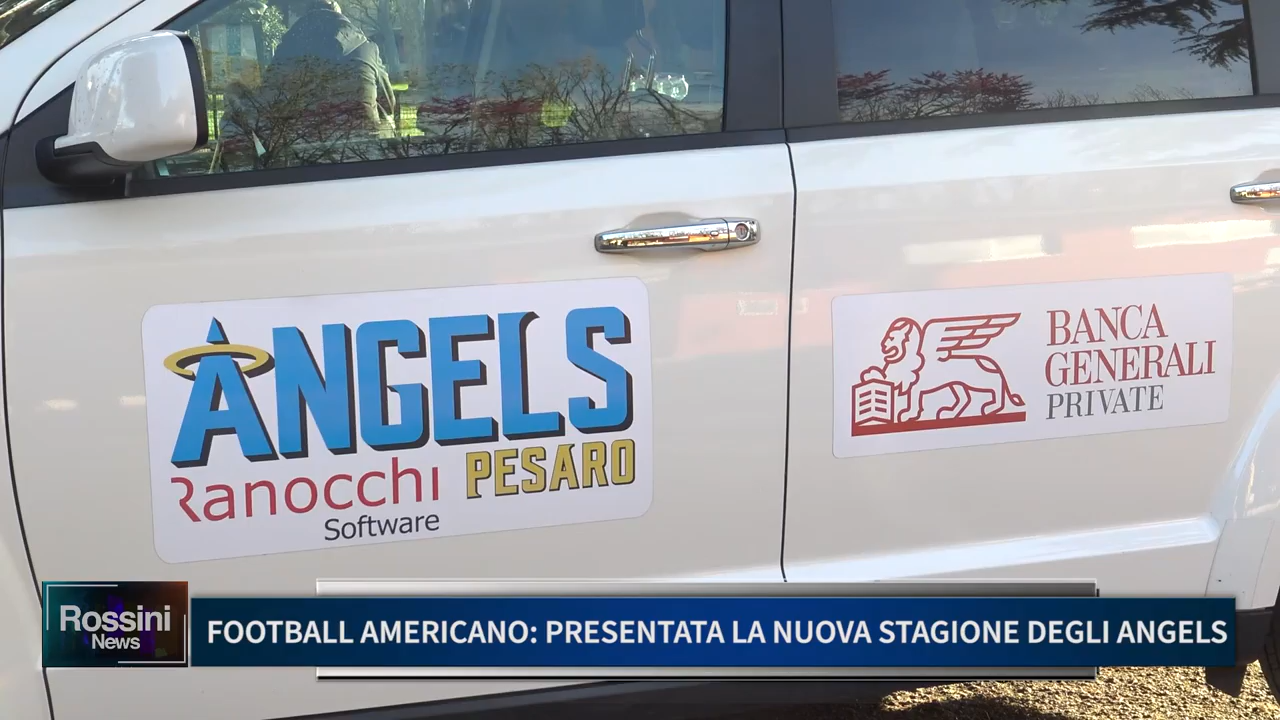 ANGELS
Ranocchi PESARO
Software
BANCA
GENERALI
PRIVATE
Rossini
News
FOOTBALL AMERICANO: PRESENTATA LA NUOVA STAGIONE DEGLI ANGELS